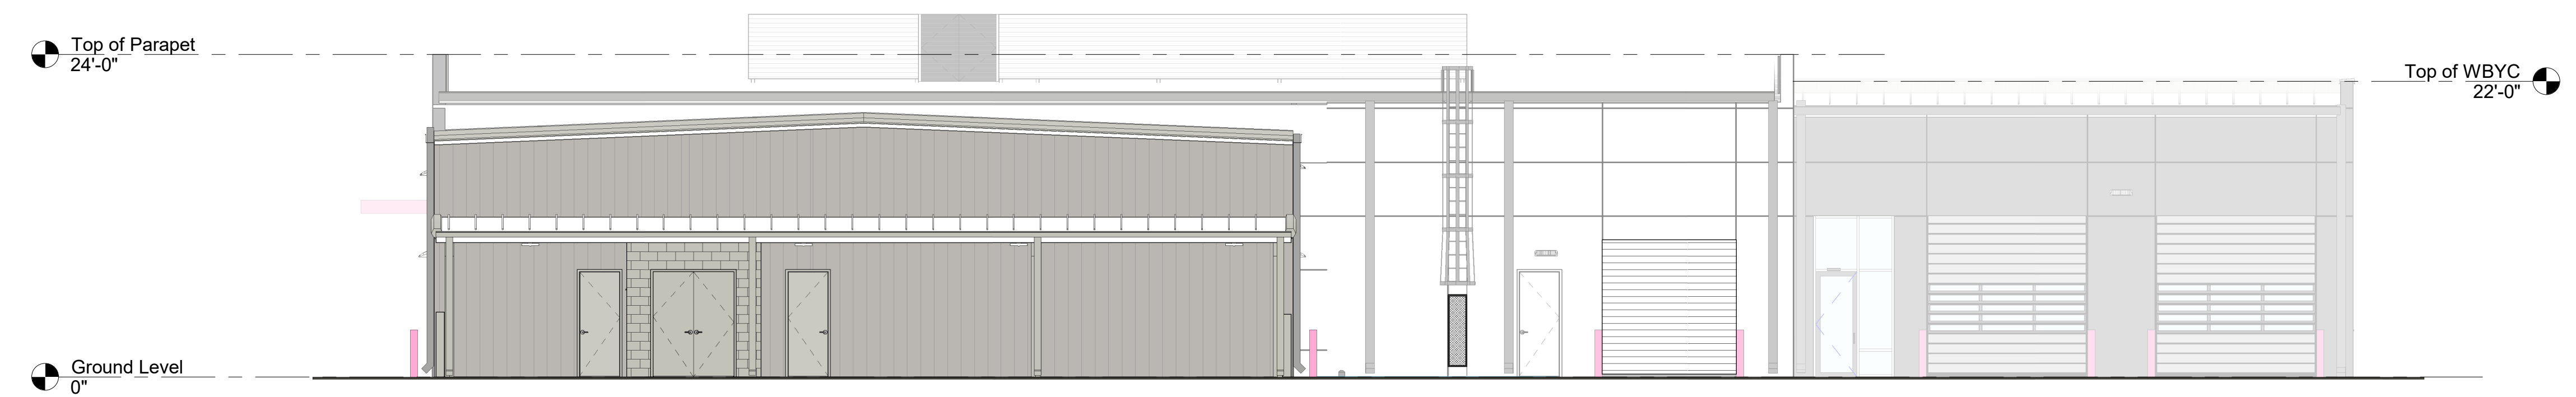 Top of Parapet
24'-0"
Top of WBYC
22'-0"
Ground Level
0"